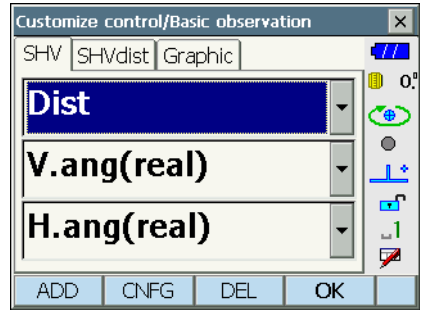 Customize control/Basic observation
SHV SHVdist Graphic
Dist
0."
V.ang(real)
H.ang(real)
1
ADD CNFG DEL OK